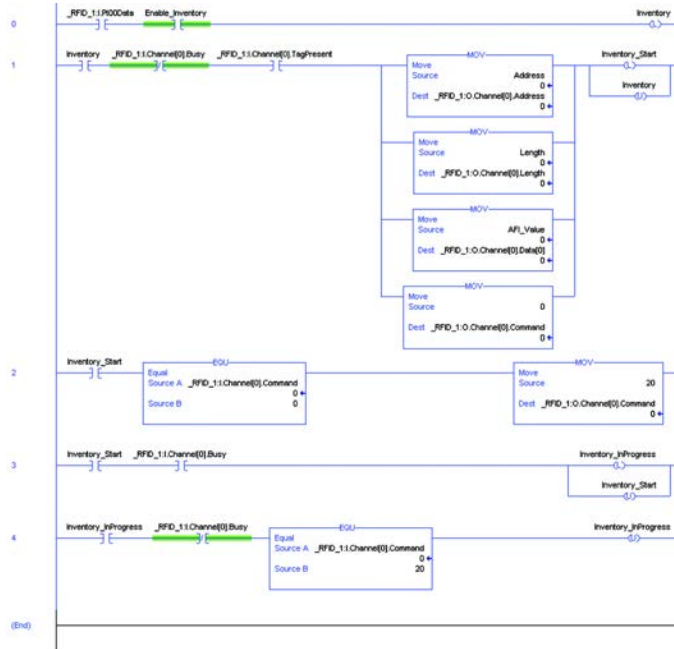 _RFID_1:I.Pt00Data Enable_Inventory Inventory
0 L
Inventory _RFID_1:I.Channel[0].Busy _RFID_1:I.Channel[0].TagPresent MOV Inventory_Start
1 Move L
Source Address
0
Dest _RFID_1:O.Channel[0].Address
0
Inventory
U
MOV
Move
Source Length
0
Dest _RFID_1:O.Channel[0].Length
0
MOV
Move
Source AFI_Value
0
Dest _RFID_1:O.Channel[0].Data[0]
0
MOV
Move
Source 0
Dest _RFID_1:O.Channel[0].Command
0
Inventory_Start EQU MOV
2 Equal Move
Source A _RFID_1:I.Channel[0].Command Source 20
0
Source B 0 Dest _RFID_1:O.Channel[0].Command
0
Inventory_Start _RFID_1:I.Channel[0].Busy Inventory_InProgress
3 L
Inventory_Start
U
Inventory_InProgress _RFID_1:I.Channel[0].Busy EQU Inventory_InProgress
4 Equal U
Source A _RFID_1:I.Channel[0].Command
0
Source B 20
(End)